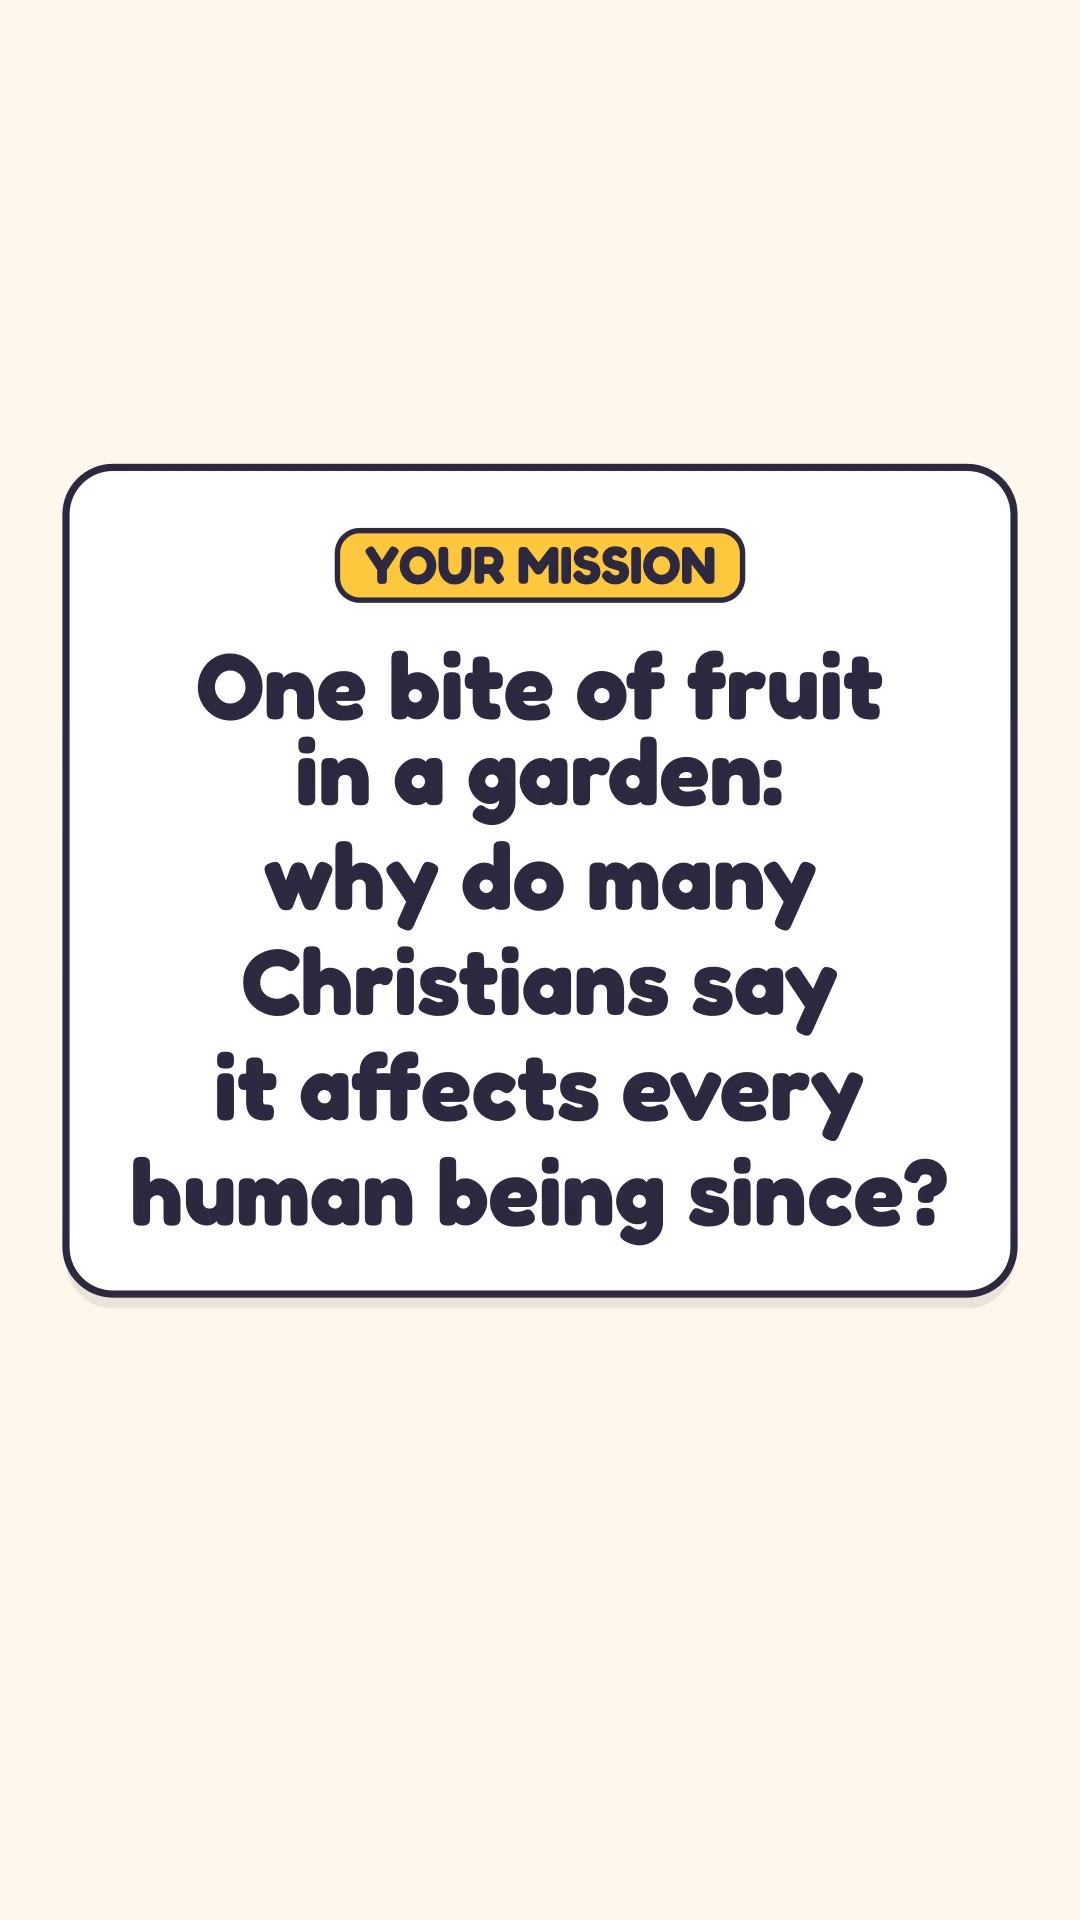 YOUR MISSION
One bite of fruit
in a garden:
why do many
Christians say
it affects every
human being since?